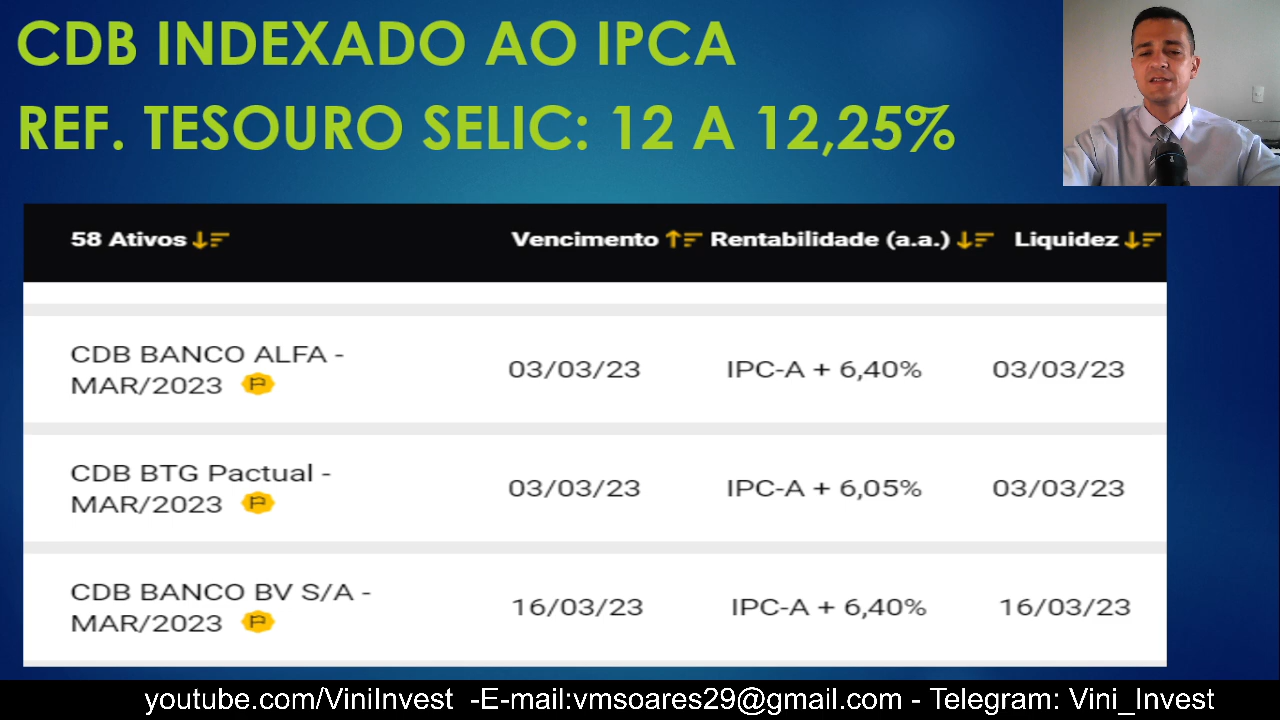 CDB INDEXADO AO IPCA
REF. TESOURO SELIC: 12 A 12,25%
58 Ativos Vencimento Rentabilidade (a.a.) Liquidez
CDB BANCO ALFA -
MAR/2023
03/03/23 IPC-A + 6,40% 03/03/23
CDB BTG Pactual -
MAR/2023
03/03/23 IPC-A + 6,05% 03/03/23
CDB BANCO BV S/A -
MAR/2023
16/03/23 IPC-A + 6,40% 16/03/23
youtube.com/ViniInvest -E-mail:vmsoares29@gmail.com - Telegram: Vini_Invest